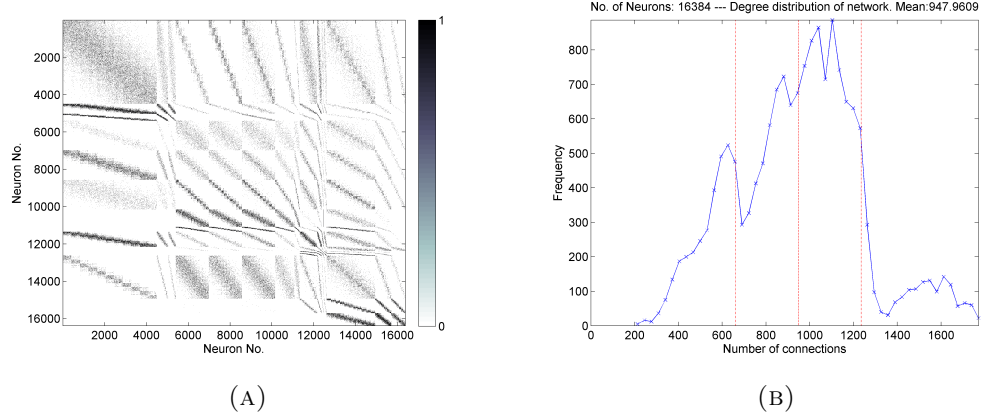 No. of Neurons: 16384 --- Degree distribution of network. Mean:947.9609
1
0
2000
4000
6000
8000
10000
12000
14000
16000
Neuron No.
2000 4000 6000 8000 10000 12000 14000 16000
Neuron No.
800
700
600
500
400
300
200
100
0
Frequency
0 200 400 600 800 1000 1200 1400 1600
Number of connections
(A)
(B)